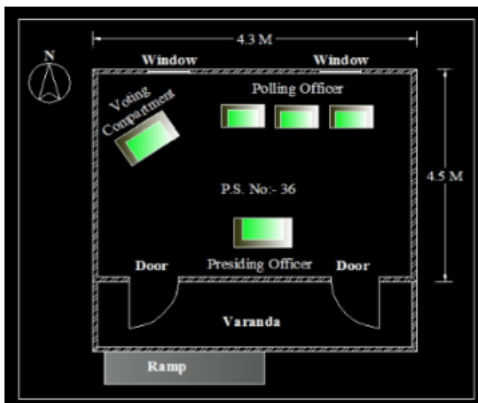 4.3 M
N
Window
Window
Voting
Compartment
Polling Officer
4.5 M
P.S. No:- 36
Door
Presiding Officer
Door
Varanda
Ramp